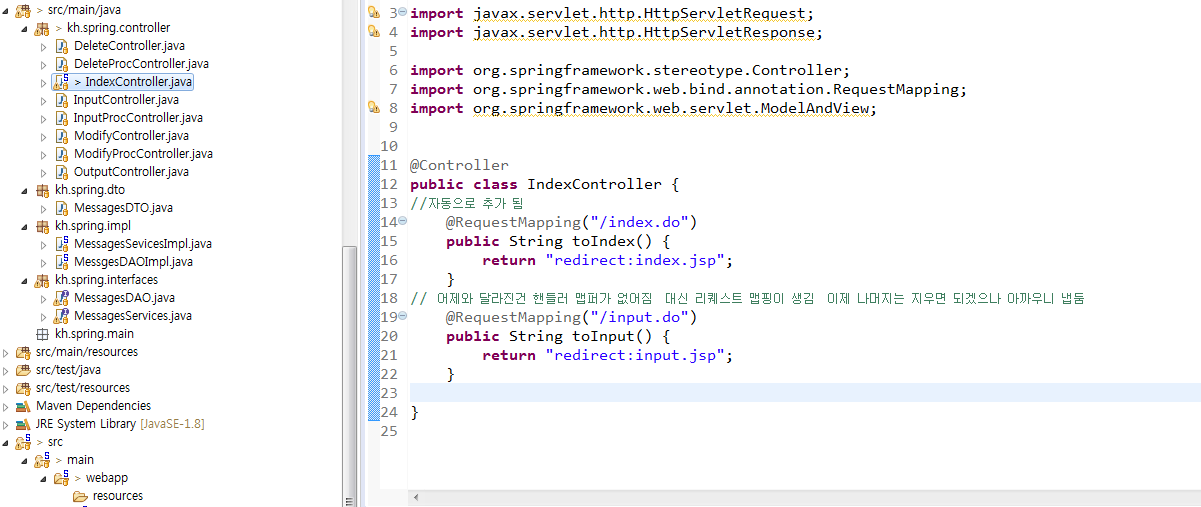 src/main/java
> kh.spring.controller
DeleteController.java
DeleteProcController.java
> IndexController.java
InputController.java
InputProcController.java
ModifyController.java
ModifyProcController.java
OutputController.java
kh.spring.dto
MessagesDTO.java
kh.spring.impl
MessagesSevicesImpl.java
MessgesDAOImpl.java
kh.spring.interfaces
MessagesDAO.java
MessagesServices.java
kh.spring.main
src/main/resources
src/test/java
src/test/resources
Maven Dependencies
JRE System Library [JavaSE-1.8]
> src
> main
> webapp
resources
3 import javax.servlet.http.HttpServletRequest;
4 import javax.servlet.http.HttpServletResponse;
5
6 import org.springframework.stereotype.Controller;
7 import org.springframework.web.bind.annotation.RequestMapping;
8 import org.springframework.web.servlet.ModelAndView;
9
10
11 @Controller
12 public class IndexController {
13 //자동으로 추가 됨
14 @RequestMapping("/index.do")
15 public String toIndex() {
16 return "redirect:index.jsp";
17 }
18 // 어제와 달라진건 핸들러 맵퍼가 없어짐 대신 리퀘스트 맵핑이 생김 이제 나머지는 지우면 되겠으나 아까우니 냅둠
19 @RequestMapping("/input.do")
20 public String toInput() {
21 return "redirect:input.jsp";
22 }
23
24 }
25